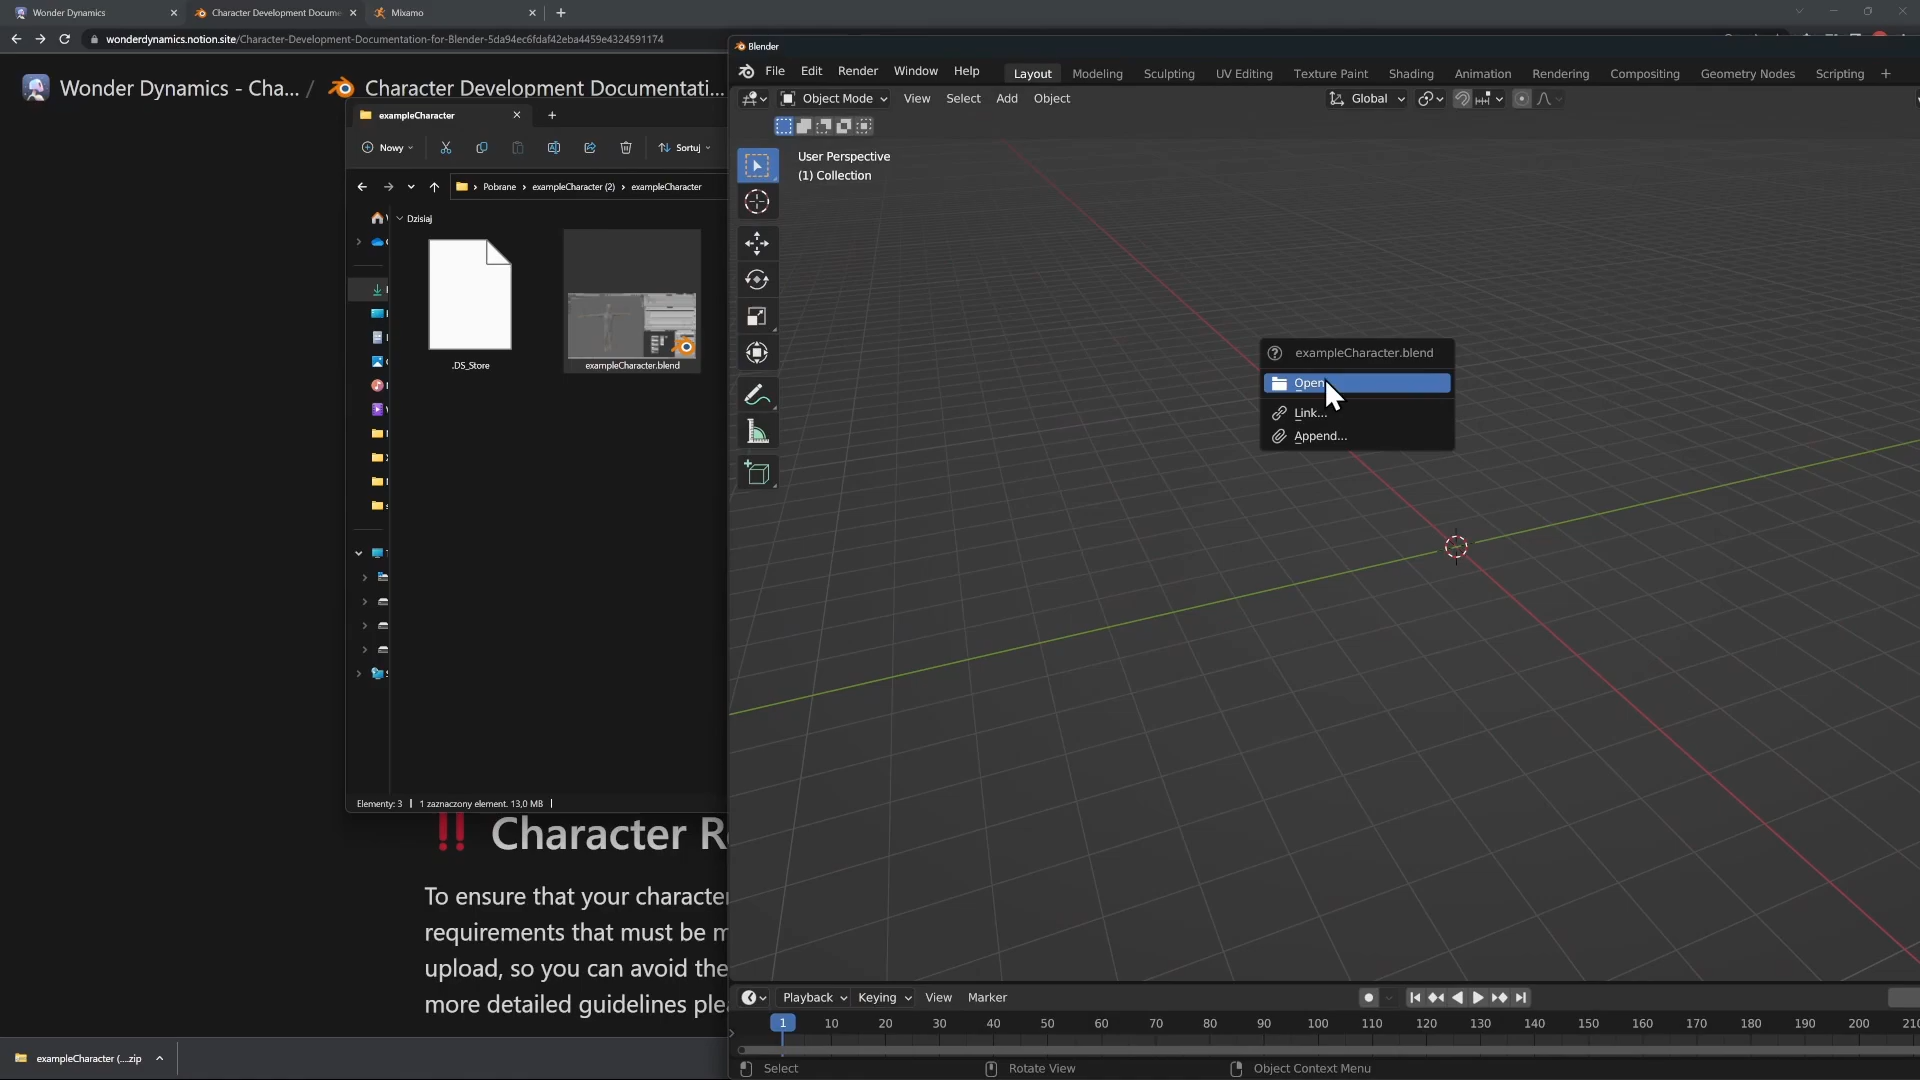 Wonder Dynamics
Character Development Docume
Mixamo
wonderdynamics.notion.site/Character-Development-Documentation-for-Blender-5da94ec6fdaf42eba4459e4324591174
Wonder Dynamics - Cha... / Character Development Documentati...
exampleCharacter
Nowy
Sortuj
Pobrane > exampleCharacter (2) > exampleCharacter
Dzisiaj
.DS_Store
exampleCharacter.blend
Elementy: 3
1 zaznaczony element. 13,0 MB
‼ Character R
To ensure that your character
requirements that must be m
upload, so you can avoid the
more detailed guidelines ple
exampleCharacter (....zip
Blender
File Edit Render Window Help
Layout Modeling Sculpting UV Editing Texture Paint Shading Animation Rendering Compositing Geometry Nodes Scripting +
Object Mode View Select Add Object
Global
User Perspective
(1) Collection
exampleCharacter.blend
Open
Link...
Append...
Playback Keying View Marker
1 10 20 30 40 50 60 70 80 90 100 110 120 130 140 150 160 170 180 190 200 210
Select
Rotate View
Object Context Menu